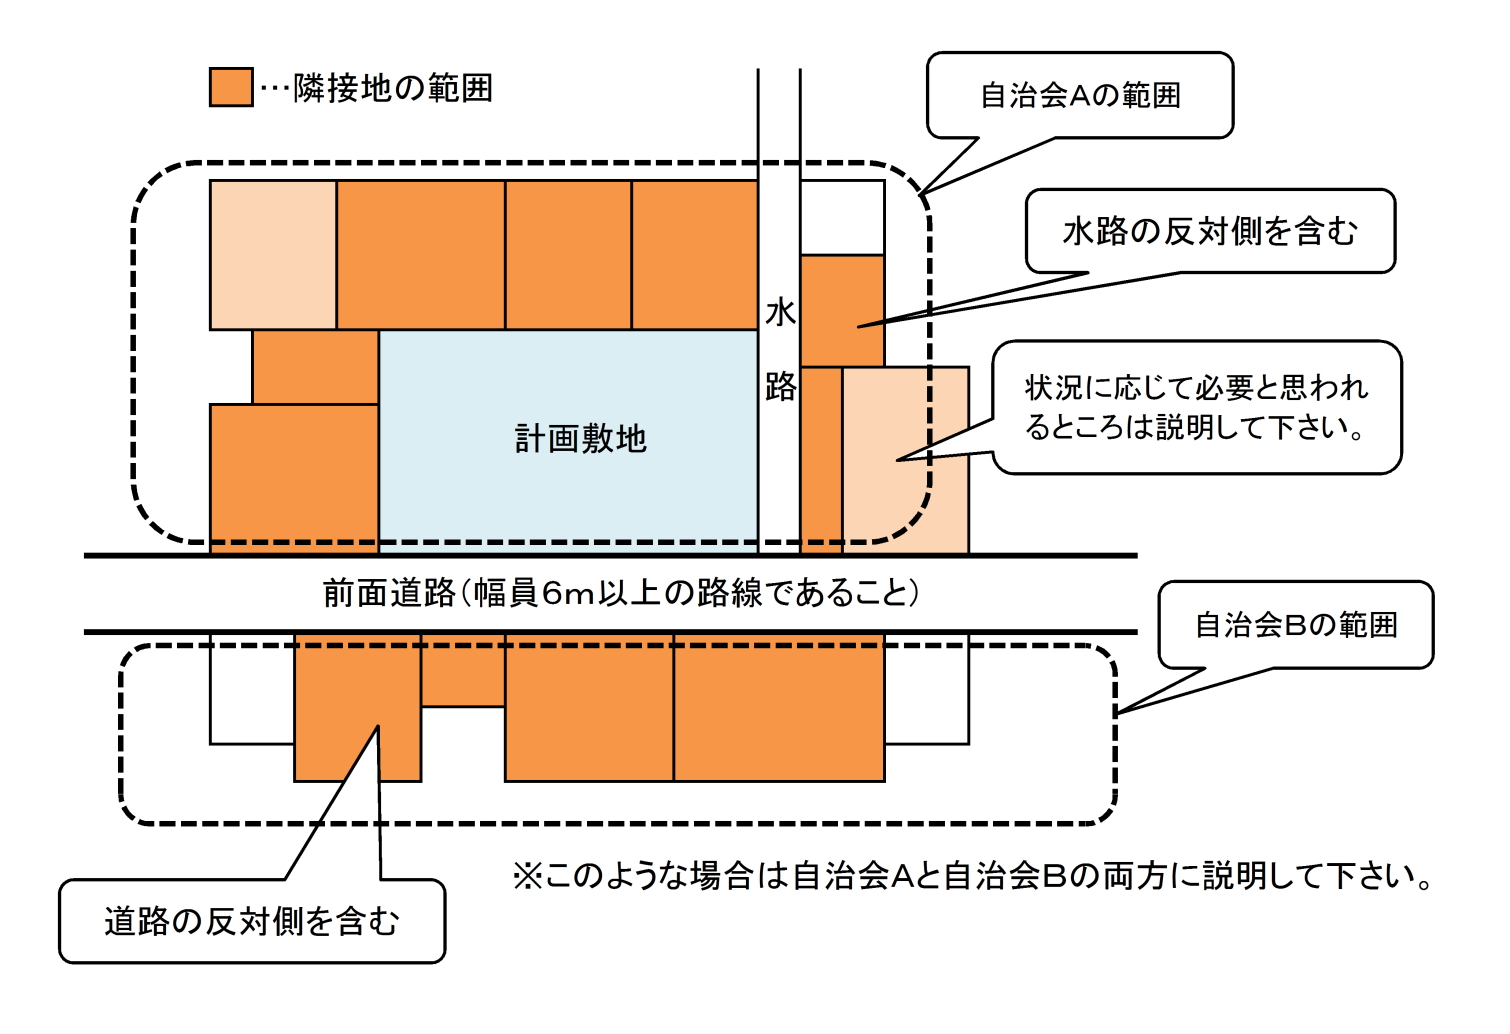 …隣接地の範囲
自治会Aの範囲
水路の反対側を含む
水路
状況に応じて必要と思われ
るところは説明して下さい。
計画敷地
前面道路(幅員6m以上の路線であること)
自治会Bの範囲
※このような場合は自治会Aと自治会Bの両方に説明して下さい。
道路の反対側を含む